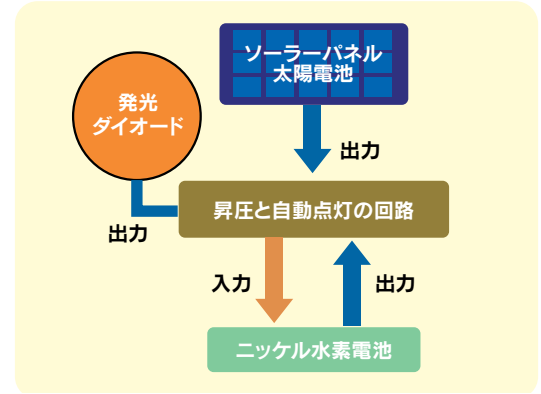 ソーラーパネル
太陽電池
発光
ダイオード
出力
昇圧と自動点灯の回路
出力
入力
出力
ニッケル水素電池